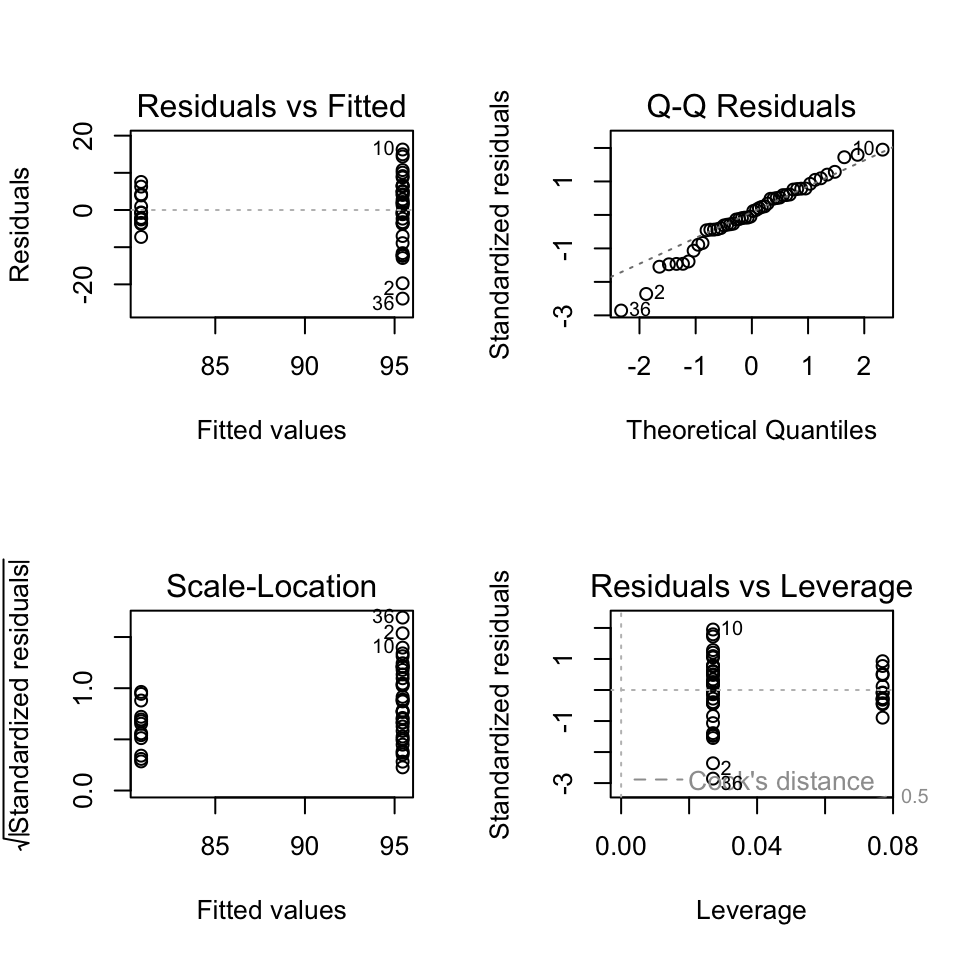 Residuals vs Fitted
Residuals
20
0
-20
10
2
36
85
90
95
Fitted values
Q-Q Residuals
Standardized residuals
1
-1
-3
10
2
36
-2
-1
0
1
2
Theoretical Quantiles
Scale-Location
√|Standardized residuals|
1.0
0.0
36
2
10
85
90
95
Fitted values
Residuals vs Leverage
Standardized residuals
1
-1
-3
10
2
36
Cook's distance
0.5
0.00
0.04
0.08
Leverage